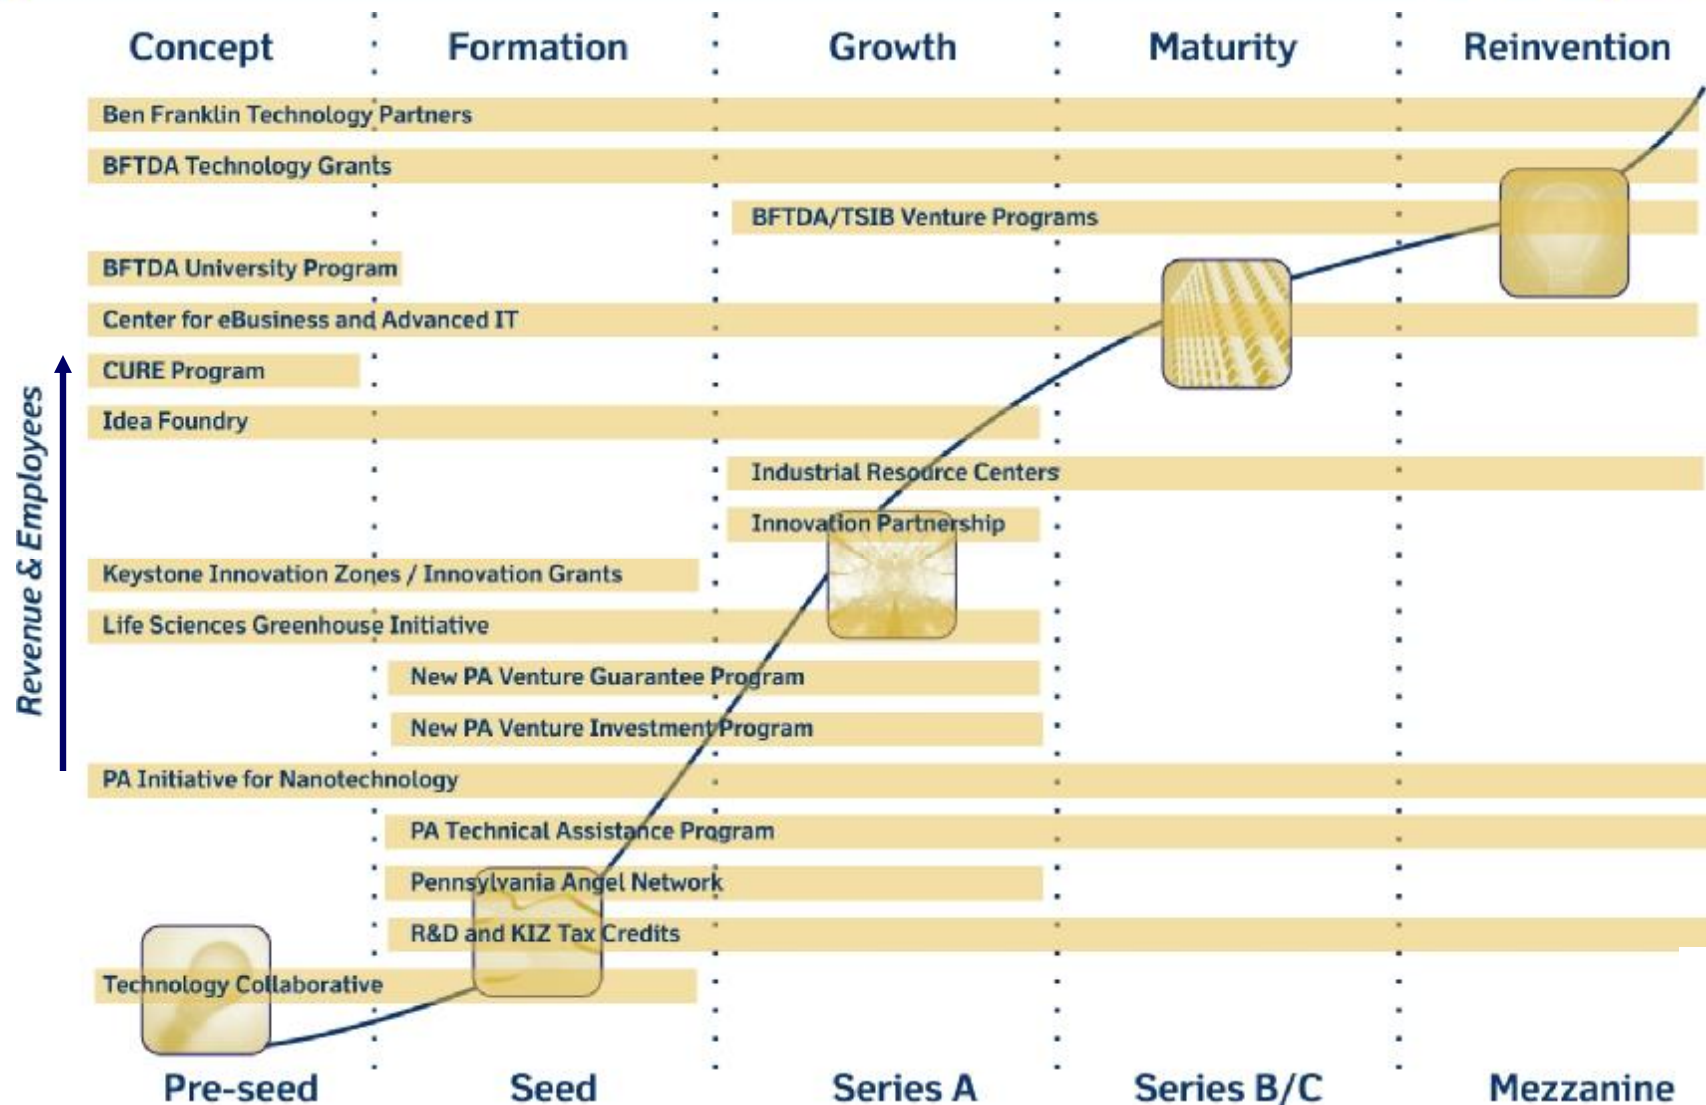 Concept Formation Growth Maturity Reinvention
Ben Franklin Technology Partners
BFTDA Technology Grants
BFTDA/TSIB Venture Programs
BFTDA University Program
Center for eBusiness and Advanced IT
CURE Program
Idea Foundry
Industrial Resource Centers
Innovation Partnership
Keystone Innovation Zones / Innovation Grants
Life Sciences Greenhouse Initiative
New PA Venture Guarantee Program
New PA Venture Investment Program
PA Initiative for Nanotechnology
PA Technical Assistance Program
Pennsylvania Angel Network
R&D and KIZ Tax Credits
Technology Collaborative
Revenue & Employees
Pre-seed Seed Series A Series B/C Mezzanine